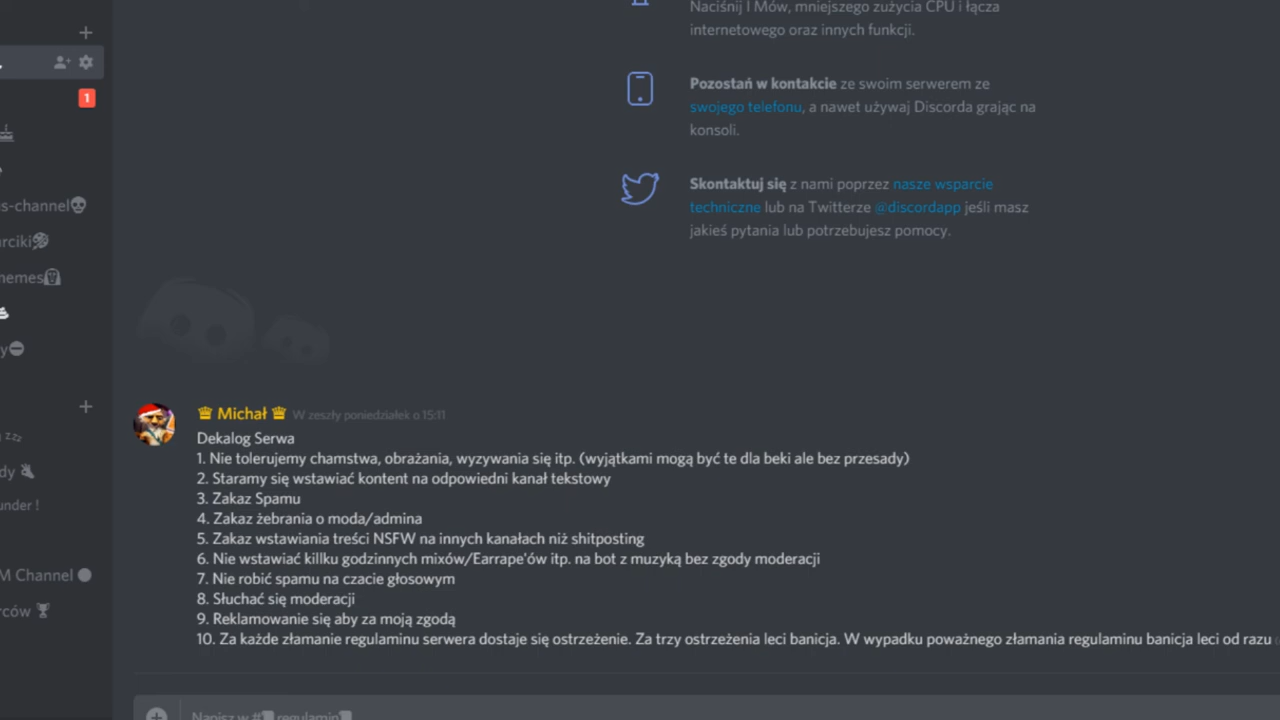 Naciśnij I Mów, mniejszego zużycia CPU i łącza
internetowego oraz innych funkcji.
1
Pozostań w kontakcie ze swoim serwerem ze
swojego telefonu, a nawet używaj Discorda grając na
konsoli.
Skontaktuj się z nami poprzez nasze wsparcie
techniczne lub na Twitterze @discordapp jeśli masz
jakieś pytania lub potrzebujesz pomocy.
s-channel
rciki
nemes
y
Michał W zeszły poniedziałek o 15:11
Dekalog Serwa
1. Nie tolerujemy chamstwa, obrażania, wyzywania się itp. (wyjątkami mogą być te dla beki ale bez przesady)
2. Staramy się wstawiać kontent na odpowiedni kanał tekstowy
3. Zakaz Spamu
4. Zakaz żebrania o moda/admina
5. Zakaz wstawiania treści NSFW na innych kanałach niż shitposting
6. Nie wstawiać killku godzinnych mixów/Earrape'ów itp. na bot z muzyką bez zgody moderacji
7. Nie robić spamu na czacie głosowym
8. Słuchać się moderacji
9. Reklamowanie się aby za moją zgodą
10. Za każde złamanie regulaminu serwera dostaje się ostrzeżenie. Za trzy ostrzeżenia leci banicja. W wypadku poważnego złamania regulaminu banicja leci od razu
dy
under !
M Channel
rców
Napisz w # regulamin